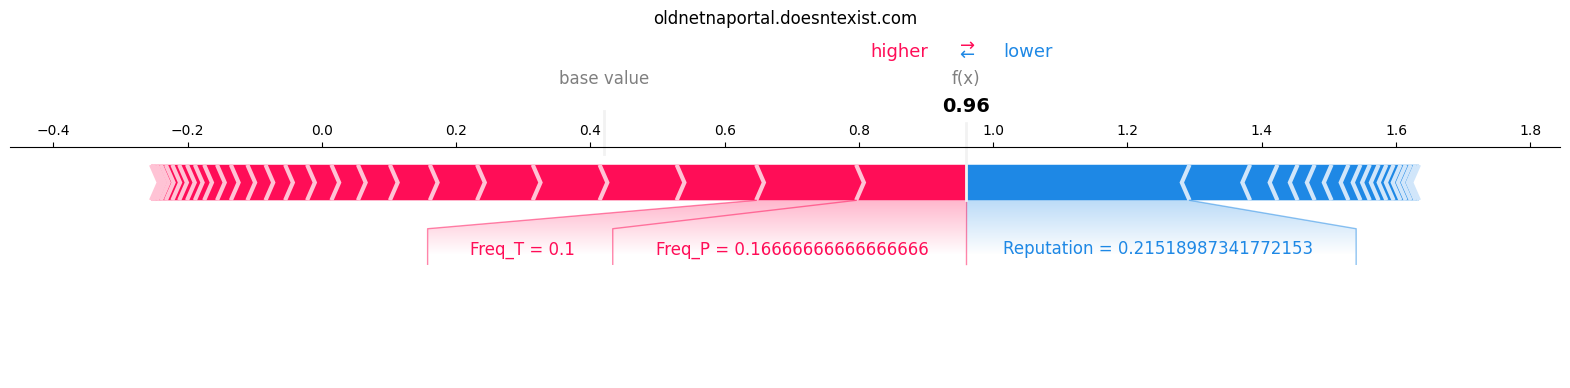 oldnetnaportal.doesntexist.com
higher ⇄ lower
base value f(x)
0.96
−0.4 −0.2 0.0 0.2 0.4 0.6 0.8 1.0 1.2 1.4 1.6 1.8
Freq_T = 0.1 Freq_P = 0.16666666666666666 Reputation = 0.21518987341772153